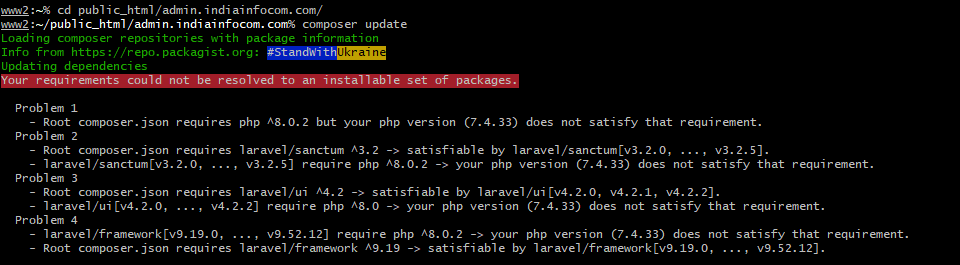 www2:~% cd public_html/admin.indiainfocom.com/
www2:~/public_html/admin.indiainfocom.com% composer update
Loading composer repositories with package information
Info from https://repo.packagist.org: #StandWithUkraine
Updating dependencies
Your requirements could not be resolved to an installable set of packages.
Problem 1
- Root composer.json requires php ^8.0.2 but your php version (7.4.33) does not satisfy that requirement.
Problem 2
- Root composer.json requires laravel/sanctum ^3.2 -> satisfiable by laravel/sanctum[v3.2.0, ..., v3.2.5].
- laravel/sanctum[v3.2.0, ..., v3.2.5] require php ^8.0.2 -> your php version (7.4.33) does not satisfy that requirement.
Problem 3
- Root composer.json requires laravel/ui ^4.2 -> satisfiable by laravel/ui[v4.2.0, v4.2.1, v4.2.2].
- laravel/ui[v4.2.0, ..., v4.2.2] require php ^8.0 -> your php version (7.4.33) does not satisfy that requirement.
Problem 4
- laravel/framework[v9.19.0, ..., v9.52.12] require php ^8.0.2 -> your php version (7.4.33) does not satisfy that requirement.
- Root composer.json requires laravel/framework ^9.19 -> satisfiable by laravel/framework[v9.19.0, ..., v9.52.12].